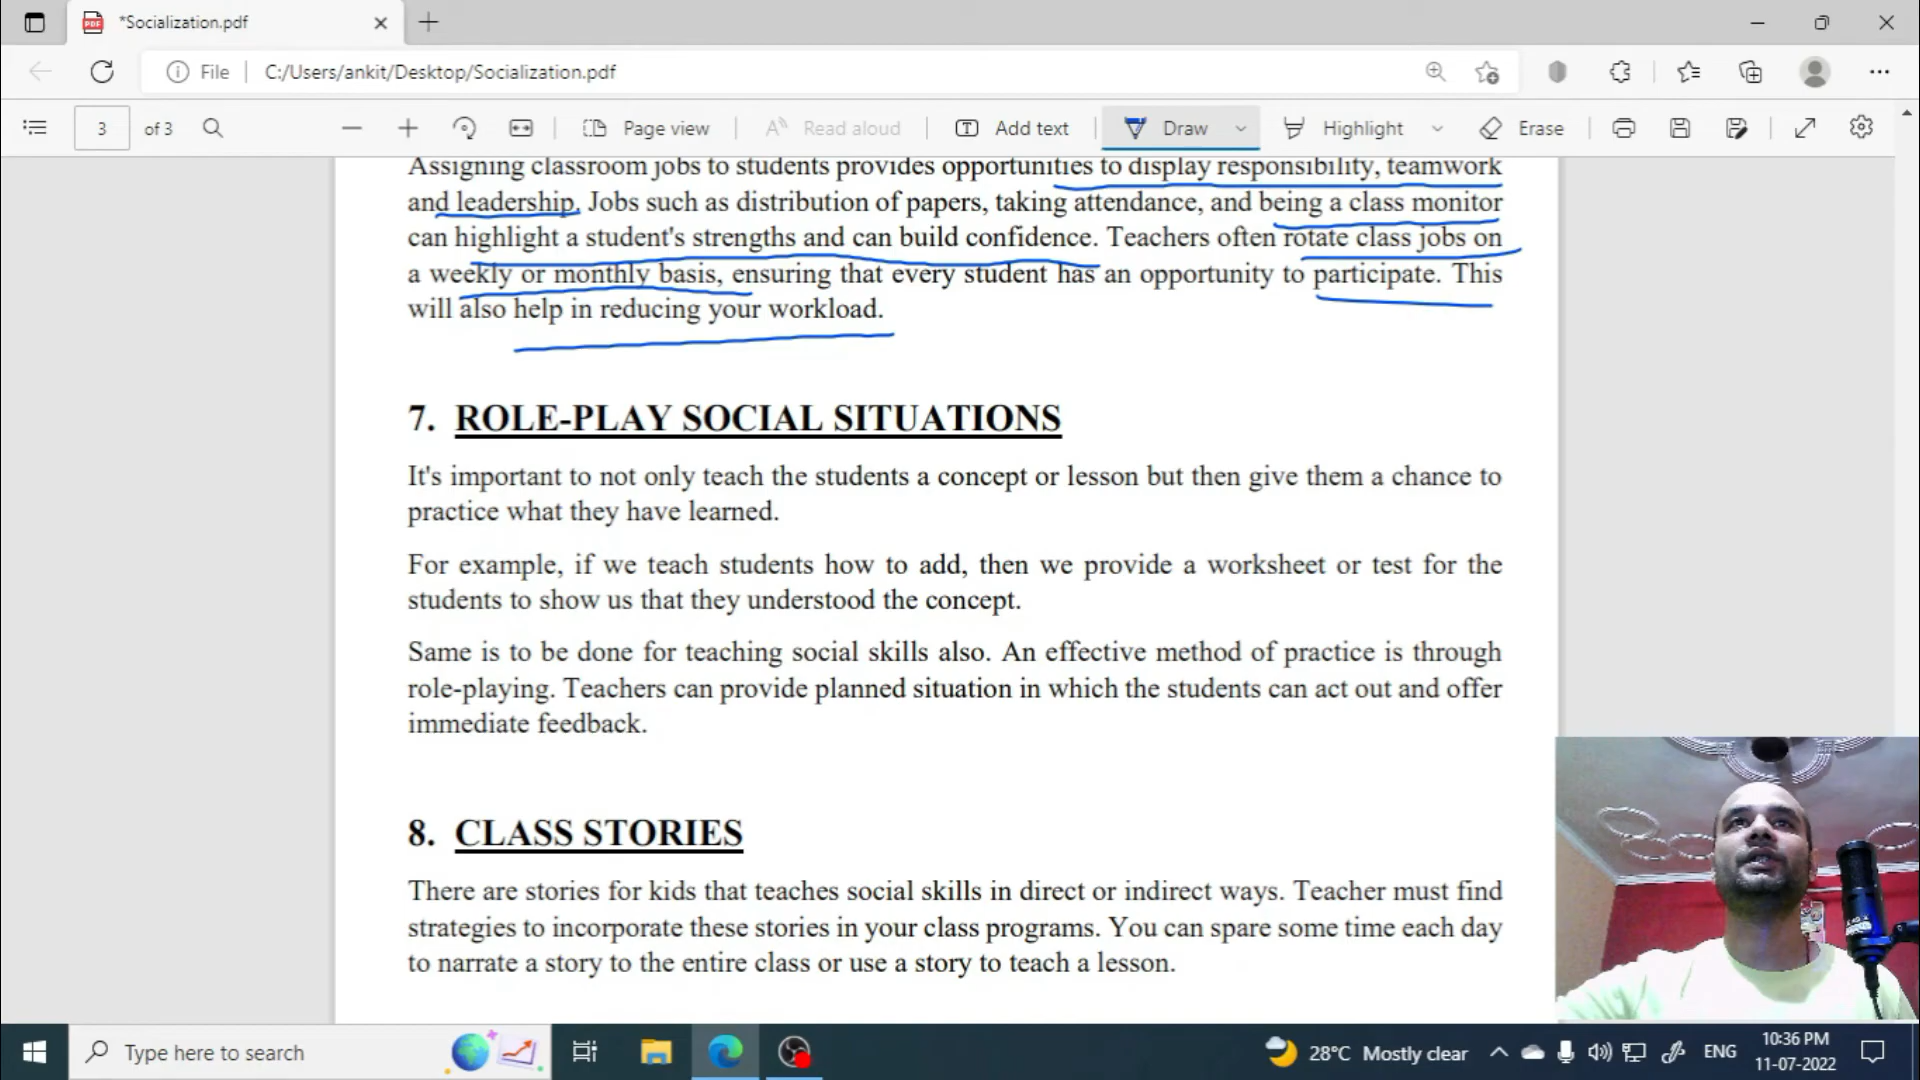 *Socialization.pdf
File
C:/Users/ankit/Desktop/Socialization.pdf
3 of 3
Page view
Read aloud
Add text
Draw
Highlight
Erase
Assigning classroom jobs to students provides opportunities to display responsibility, teamwork
and leadership. Jobs such as distribution of papers, taking attendance, and being a class monitor
can highlight a student's strengths and can build confidence. Teachers often rotate class jobs on
a weekly or monthly basis, ensuring that every student has an opportunity to participate. This
will also help in reducing your workload.
7. ROLE-PLAY SOCIAL SITUATIONS
It's important to not only teach the students a concept or lesson but then give them a chance to
practice what they have learned.
For example, if we teach students how to add, then we provide a worksheet or test for the
students to show us that they understood the concept.
Same is to be done for teaching social skills also. An effective method of practice is through
role-playing. Teachers can provide planned situation in which the students can act out and offer
immediate feedback.
8. CLASS STORIES
There are stories for kids that teaches social skills in direct or indirect ways. Teacher must find
strategies to incorporate these stories in your class programs. You can spare some time each day
to narrate a story to the entire class or use a story to teach a lesson.
Type here to search
28°C Mostly clear
ENG
10:36 PM
11-07-2022